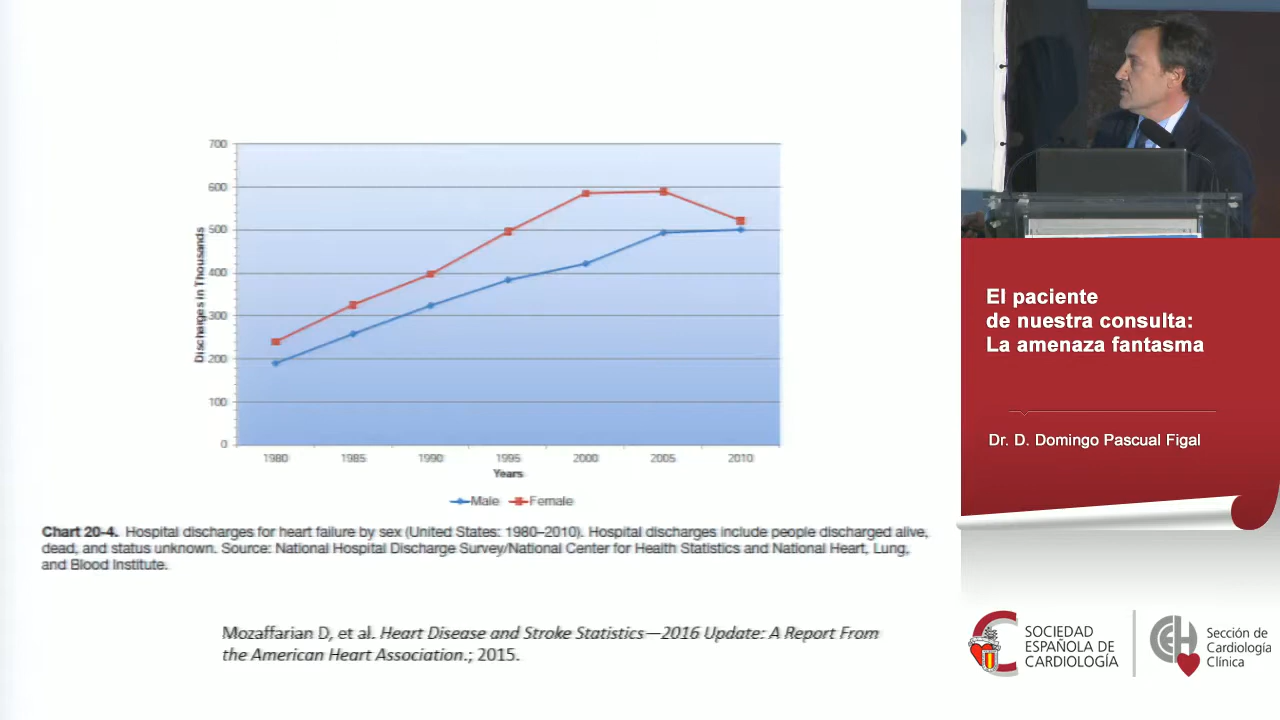 700
600
500
400
300
200
100
0
Discharges in Thousands
1980 1985 1990 1995 2000 2005 2010
Years
Male Female
Chart 20-4. Hospital discharges for heart failure by sex (United States: 1980–2010). Hospital discharges include people discharged alive,
dead, and status unknown. Source: National Hospital Discharge Survey/National Center for Health Statistics and National Heart, Lung,
and Blood Institute.
Mozaffarian D, et al. Heart Disease and Stroke Statistics—2016 Update: A Report From
the American Heart Association.; 2015.
El paciente
de nuestra consulta:
La amenaza fantasma
Dr. D. Domingo Pascual Figal
SOCIEDAD
ESPAÑOLA DE
CARDIOLOGÍA
Sección de
Cardiología
Clínica